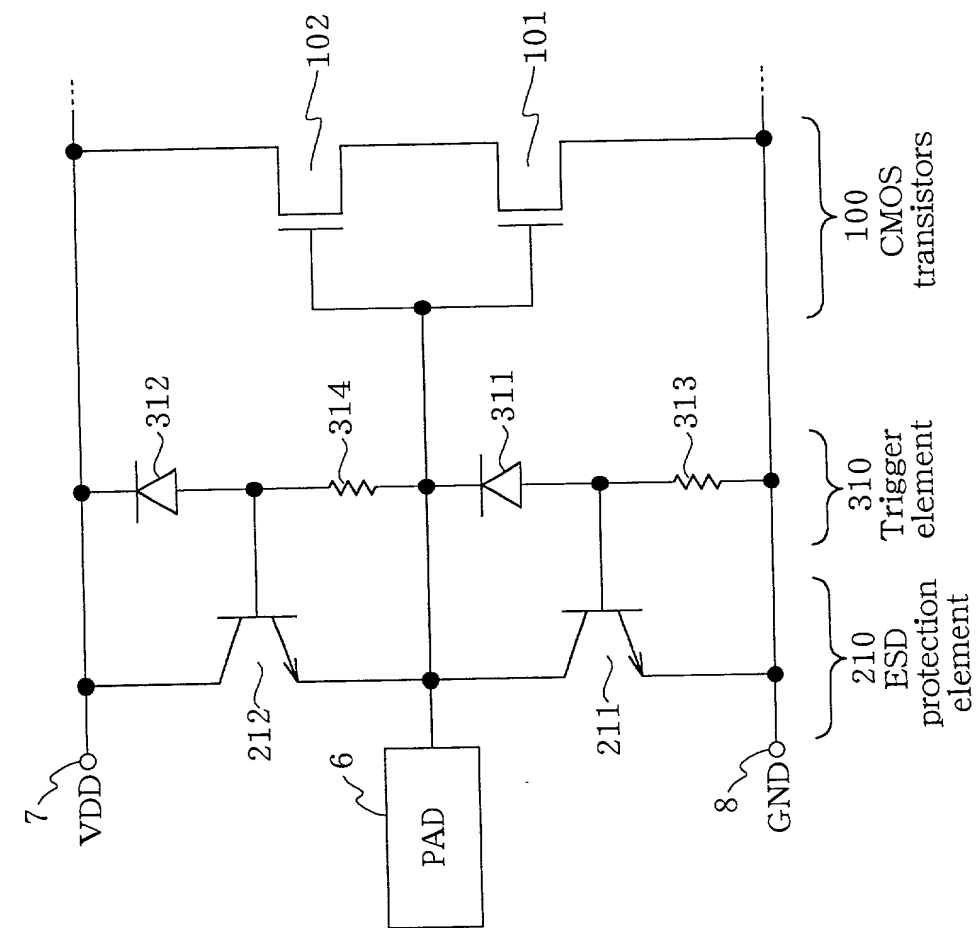 7
VDD
102
101
312
314
311
313
212
211
6
PAD
8
GND
210
ESD
protection
element
310
Trigger
element
100
CMOS
transistors